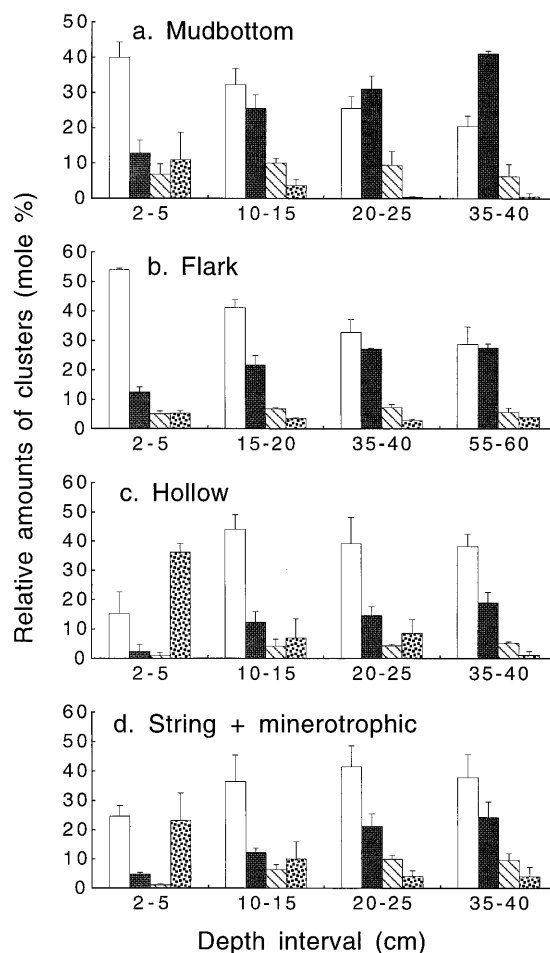 Relative amounts of clusters (mole %)
a. Mudbottom
50
40
30
20
10
0
2-5 10-15 20-25 35-40
b. Flark
60
50
40
30
20
10
0
2-5 15-20 35-40 55-60
c. Hollow
60
50
40
30
20
10
0
2-5 10-15 20-25 35-40
d. String + minerotrophic
60
50
40
30
20
10
0
2-5 10-15 20-25 35-40
Depth interval (cm)